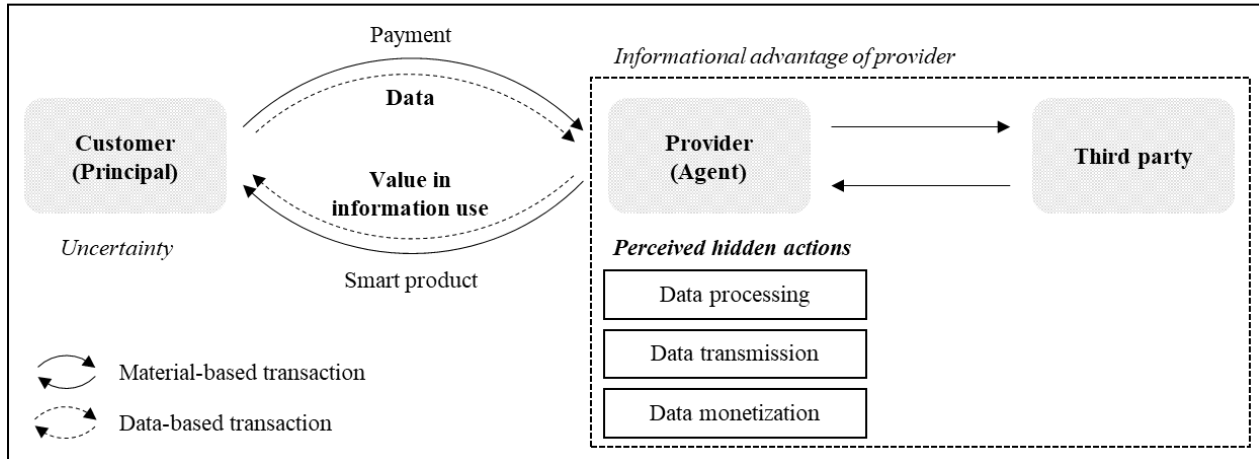 Payment
Data
Customer
(Principal)
Uncertainty
Value in
information use
Smart product
Informational advantage of provider
Provider
(Agent)
Third party
Perceived hidden actions
Data processing
Data transmission
Data monetization
Material-based transaction
Data-based transaction